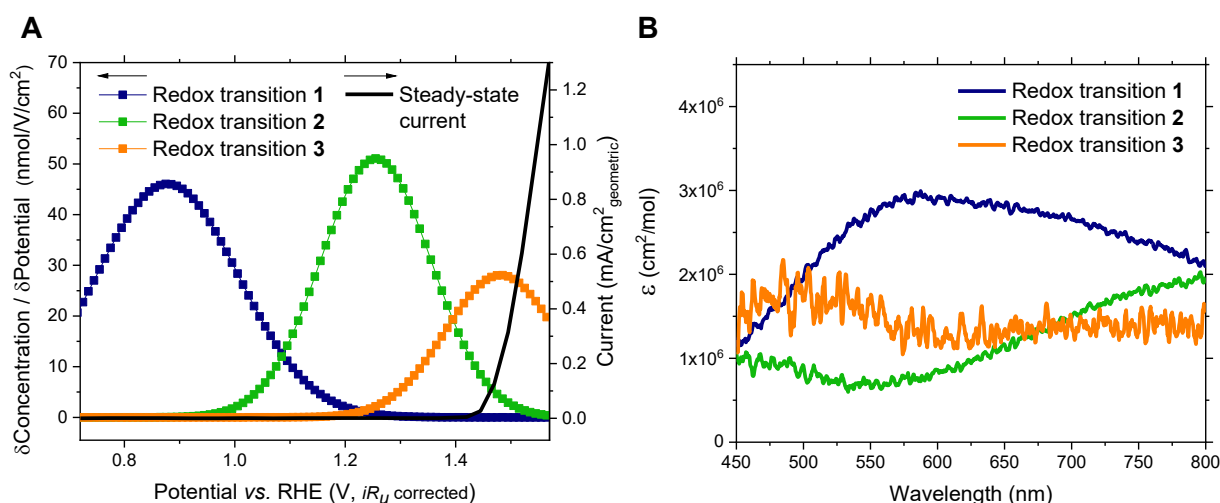 A
δConcentration / δPotential (nmol/V/cm²)
70
60
50
40
30
20
10
0
Redox transition 1
Redox transition 2
Redox transition 3
Steady-state
current
1.2
1.0
0.8
0.6
0.4
0.2
0.0
Current (mA/cm²geometric)
0.8
1.0
1.2
1.4
Potential vs. RHE (V, iRu corrected)
B
ε (cm²/mol)
4x10⁶
3x10⁶
2x10⁶
1x10⁶
0
Redox transition 1
Redox transition 2
Redox transition 3
450
500
550
600
650
700
750
800
Wavelength (nm)